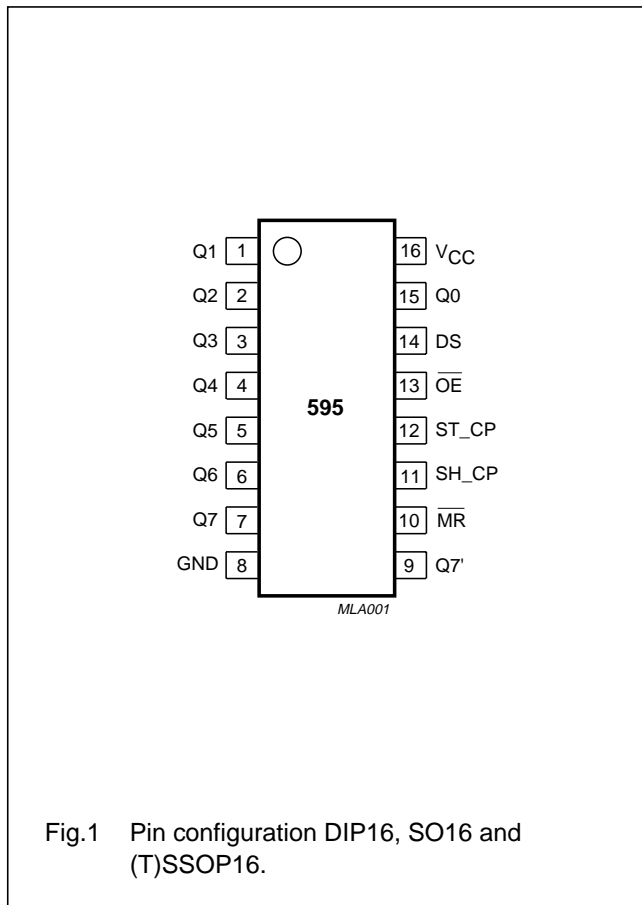 Q1 1 16 VCC
Q2 2 15 Q0
Q3 3 14 DS
Q4 4 13 O̅E̅
595
Q5 5 12 ST_CP
Q6 6 11 SH_CP
Q7 7 10 M̅R̅
GND 8 9 Q7'
MLA001
Fig.1 Pin configuration DIP16, SO16 and
(T)SSOP16.